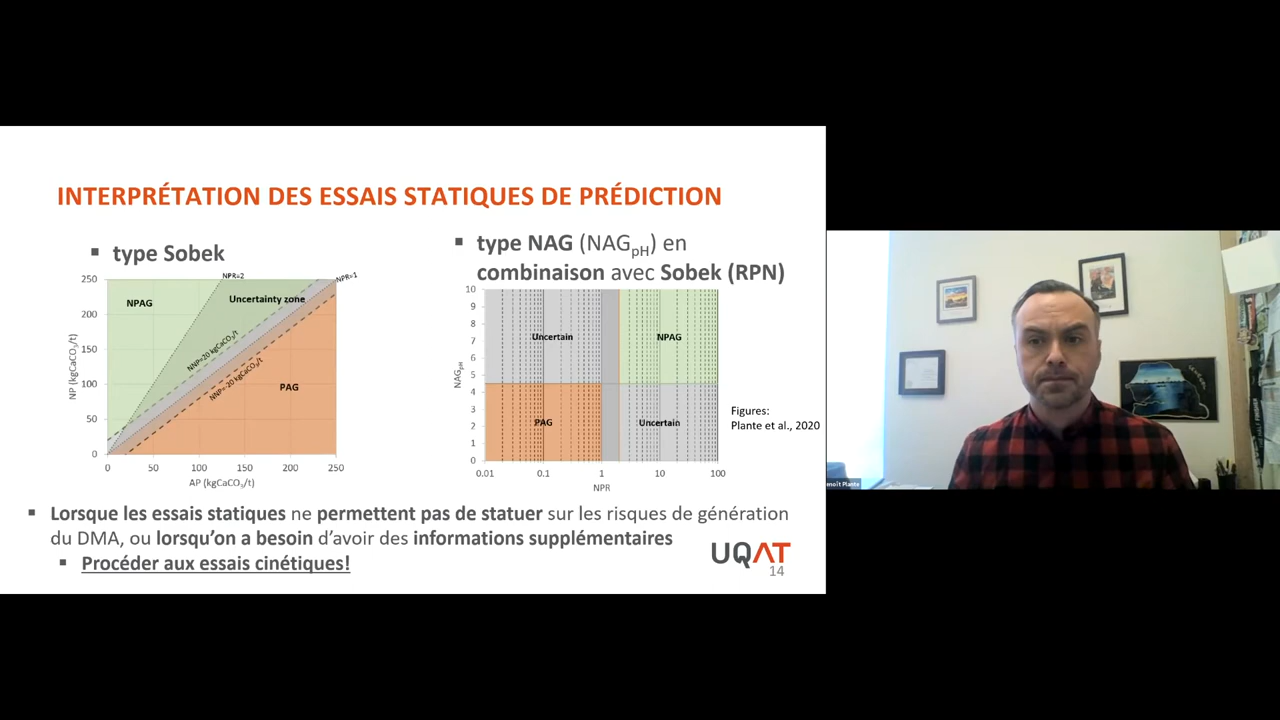 INTERPRÉTATION DES ESSAIS STATIQUES DE PRÉDICTION
▪ type Sobek
NPR=2
NPR=1
250
200
150
100
50
0
NP (kgCaCO3/t)
NPAG
Uncertainty zone
NNP=20 kgCaCO3/t
NNP=-20 kgCaCO3/t
PAG
0 50 100 150 200 250
AP (kgCaCO3/t)
▪ type NAG (NAGpH) en
combinaison avec Sobek (RPN)
10
9
8
7
6
5
4
3
2
1
0
NAGpH
Uncertain
NPAG
PAG
Uncertain
0.01 0.1 1 10 100
NPR
Figures:
Plante et al., 2020
▪ Lorsque les essais statiques ne permettent pas de statuer sur les risques de génération
du DMA, ou lorsqu'on a besoin d'avoir des informations supplémentaires
▪ Procéder aux essais cinétiques!
UQAT
14
enoît Plante